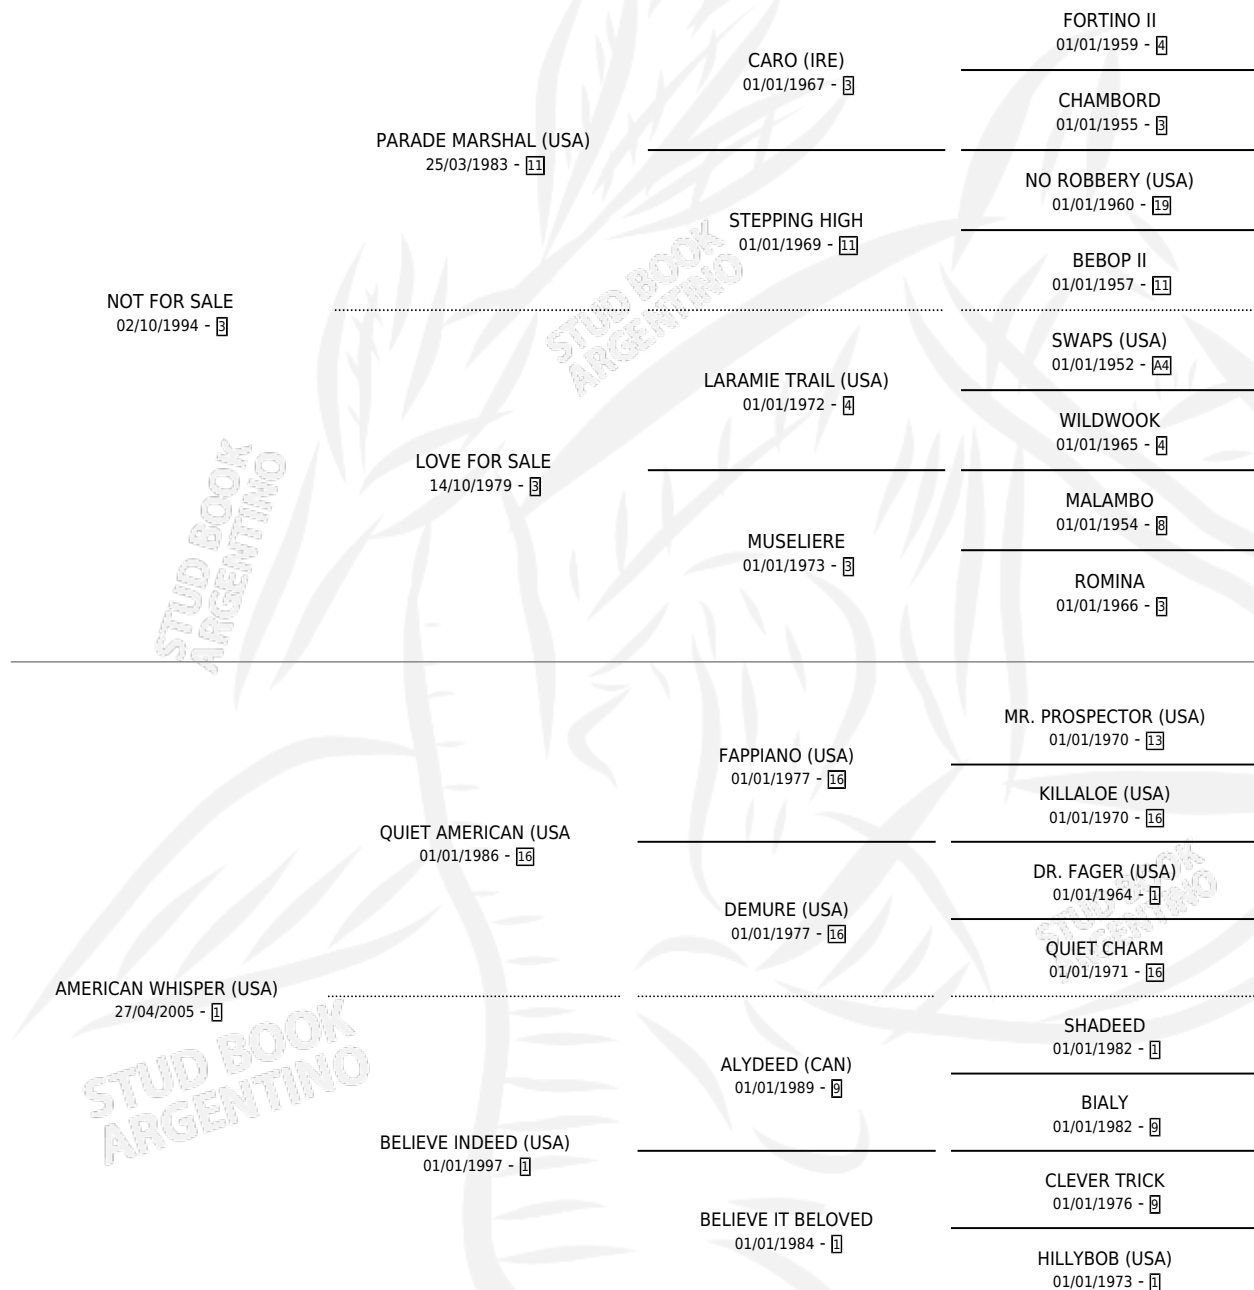 FORTINO II
01/01/1959 - 4
CARO (IRE)
01/01/1967 - 3
CHAMBORD
01/01/1955 - 3
PARADE MARSHAL (USA)
25/03/1983 - 11
NO ROBBERY (USA)
01/01/1960 - 19
STEPPING HIGH
01/01/1969 - 11
BEBOP II
01/01/1957 - 11
NOT FOR SALE
02/10/1994 - 3
SWAPS (USA)
01/01/1952 - A4
LARAMIE TRAIL (USA)
01/01/1972 - 4
WILDWOOK
01/01/1965 - 4
LOVE FOR SALE
14/10/1979 - 3
MALAMBO
01/01/1954 - 8
MUSELIERE
01/01/1973 - 3
ROMINA
01/01/1966 - 3
MR. PROSPECTOR (USA)
01/01/1970 - 13
FAPPIANO (USA)
01/01/1977 - 16
KILLALOE (USA)
01/01/1970 - 16
QUIET AMERICAN (USA
01/01/1986 - 16
DR. FAGER (USA)
01/01/1964 - 1
DEMURE (USA)
01/01/1977 - 16
QUIET CHARM
01/01/1971 - 16
AMERICAN WHISPER (USA)
27/04/2005 - 1
SHADEED
01/01/1982 - 1
ALYDEED (CAN)
01/01/1989 - 9
BIALY
01/01/1982 - 9
BELIEVE INDEED (USA)
01/01/1997 - 1
CLEVER TRICK
01/01/1976 - 9
BELIEVE IT BELOVED
01/01/1984 - 1
HILLYBOB (USA)
01/01/1973 - 1
STUD BOOK
ARGENTINO
STUD BOOK
ARGENTINO
STUD BOOK
ARGENTINO
STUD BOOK
ARGENTINO